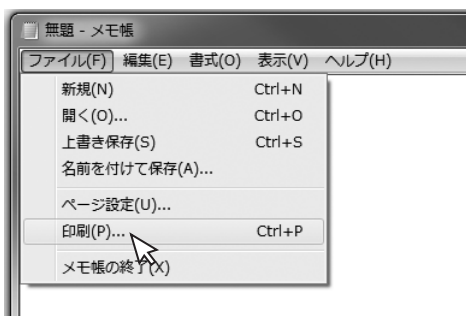 無題 - メモ帳
ファイル(F) 編集(E) 書式(O) 表示(V) ヘルプ(H)
新規(N) Ctrl+N
開く(O)... Ctrl+O
上書き保存(S) Ctrl+S
名前を付けて保存(A)...
ページ設定(U)...
印刷(P)... Ctrl+P
メモ帳の終了(X)